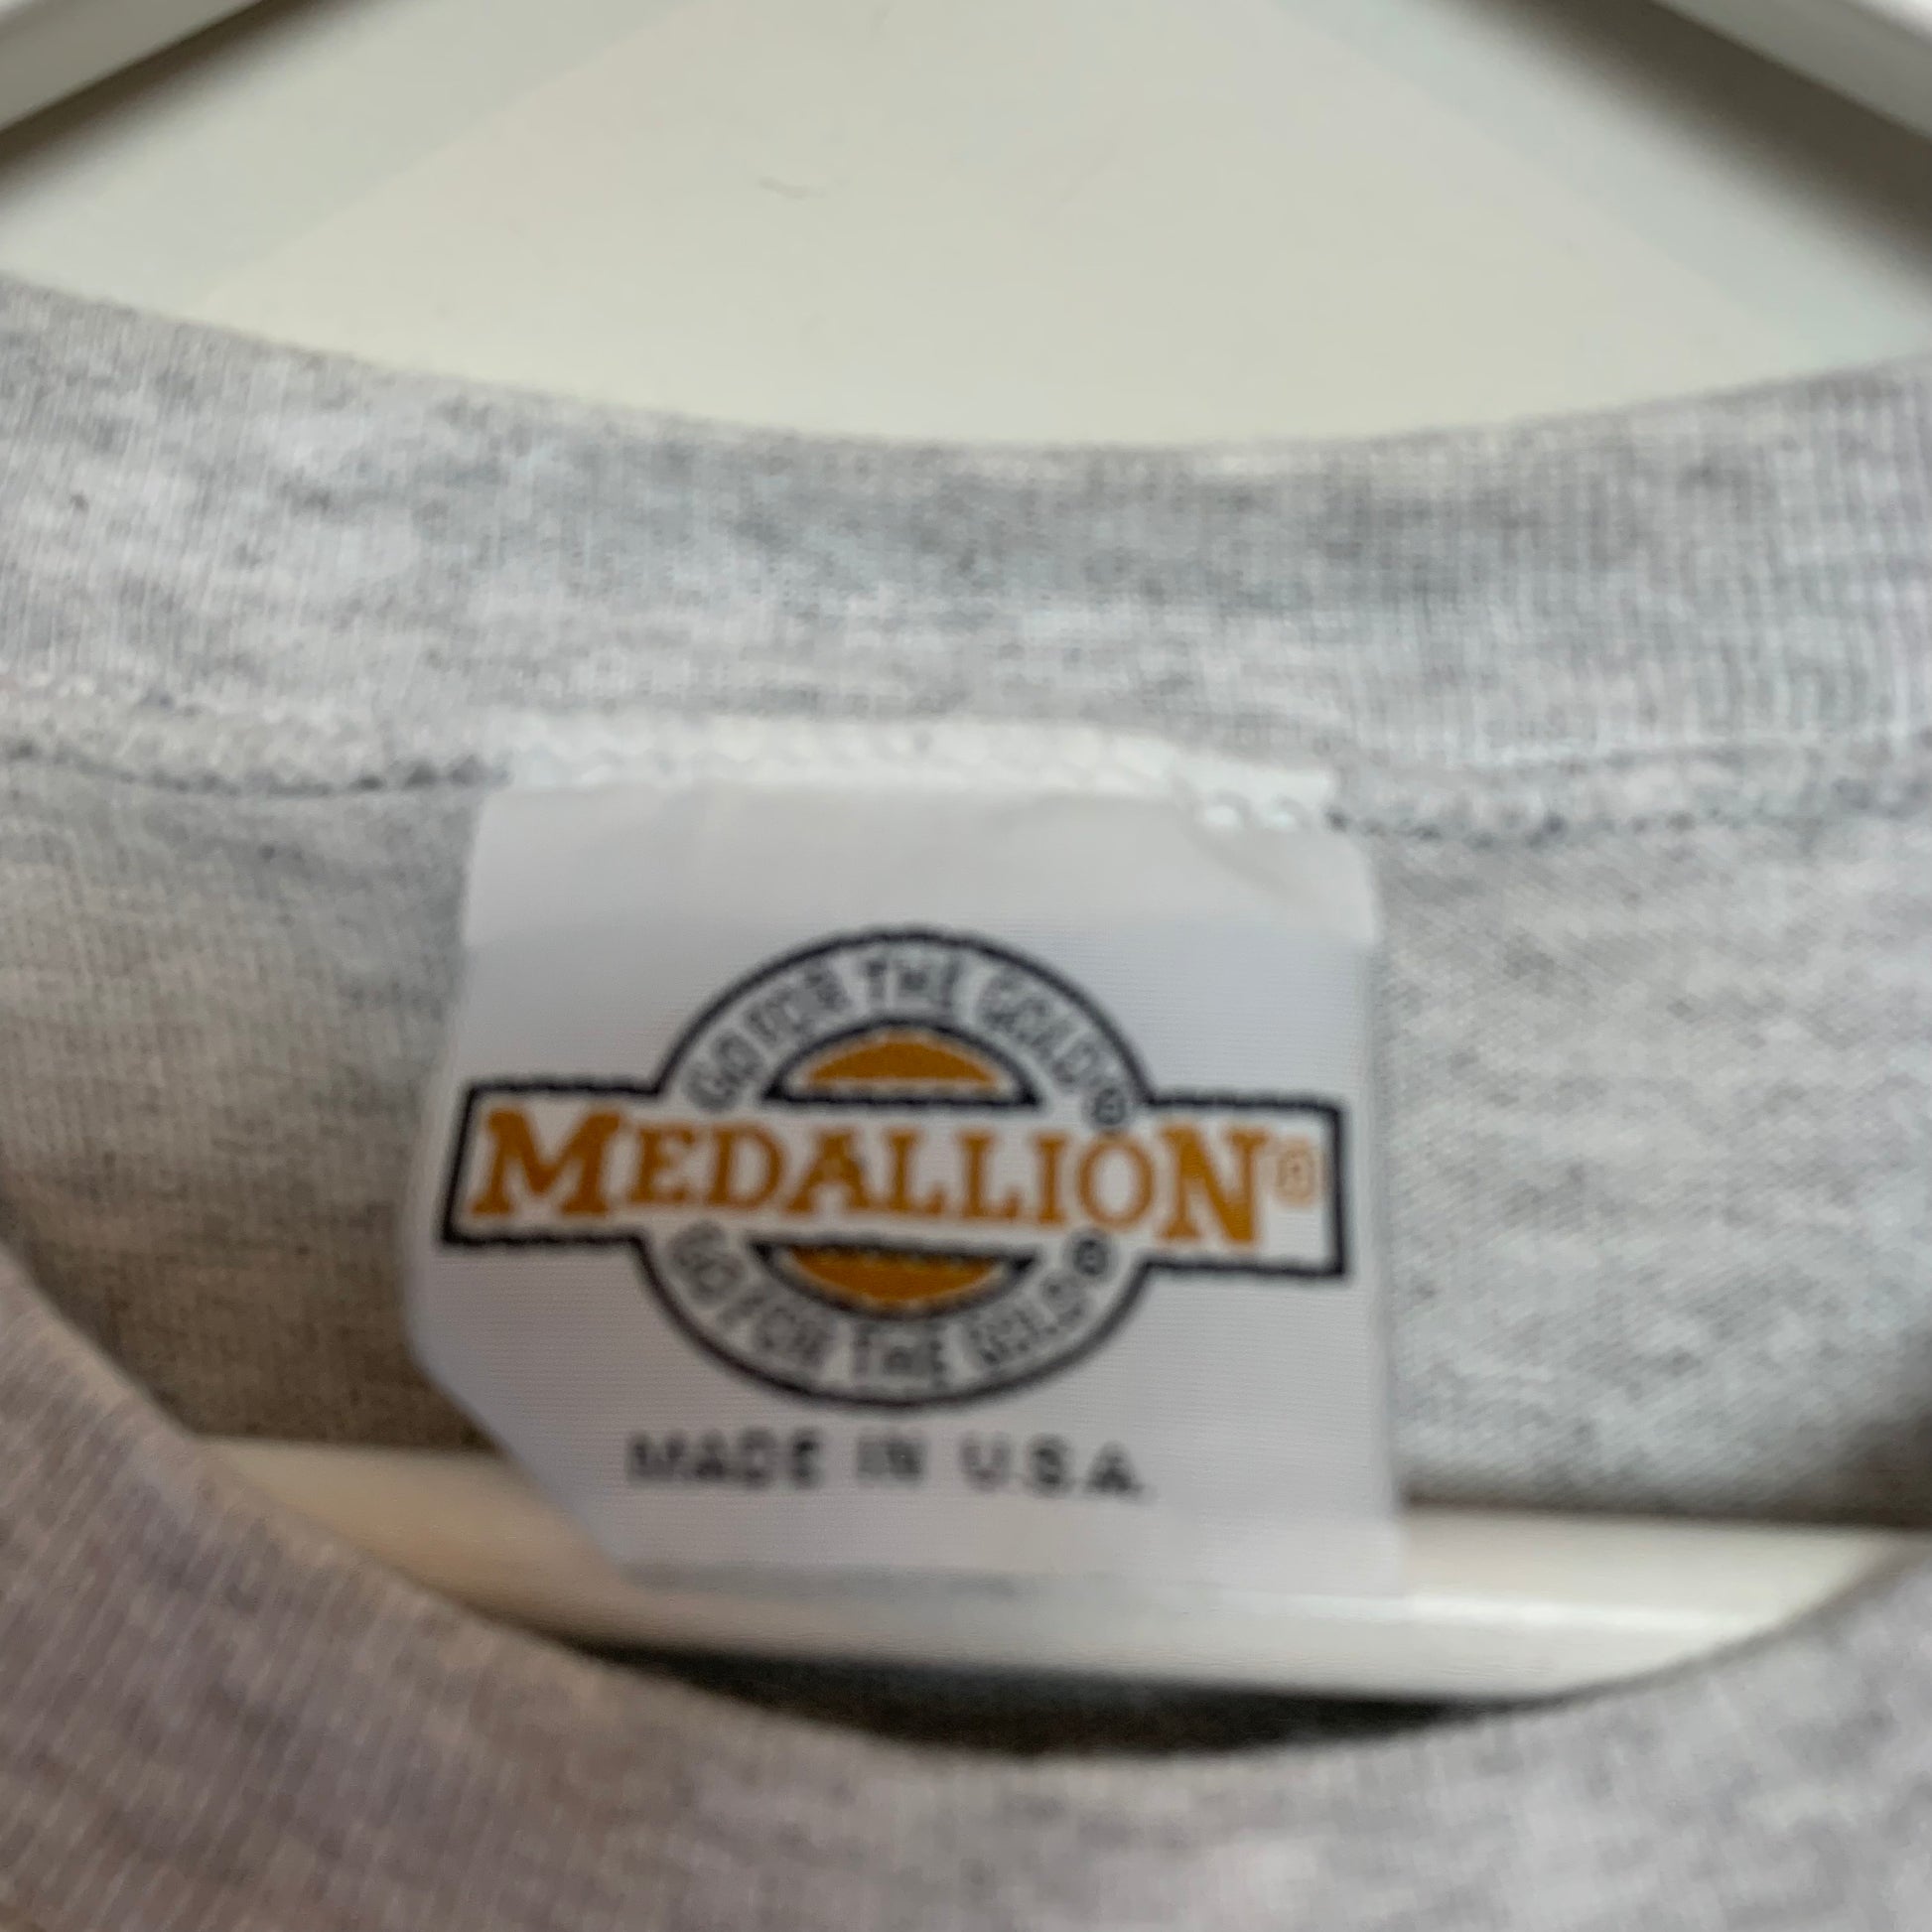 GO FOR THE GOLD®
MEDALLION®
GO FOR THE GOLD®
MADE IN U.S.A.